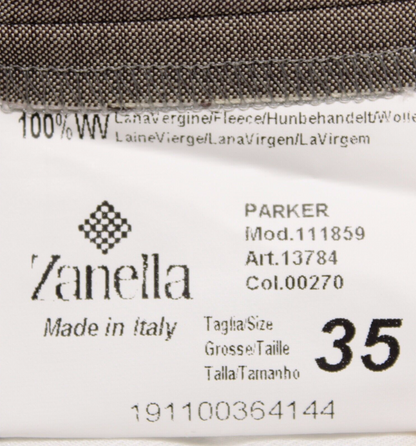 100% WV LanaVergine/Fleece/Hunbehandelt/Wolle
LaineVierge/LanaVirgen/LaVirgem
PARKER
Mod.111859
Art.13784
Col.00270
Zanella
Made in Italy
Taglia/Size
Grosse/Taille
Talla/Tamanho
35
191100364144